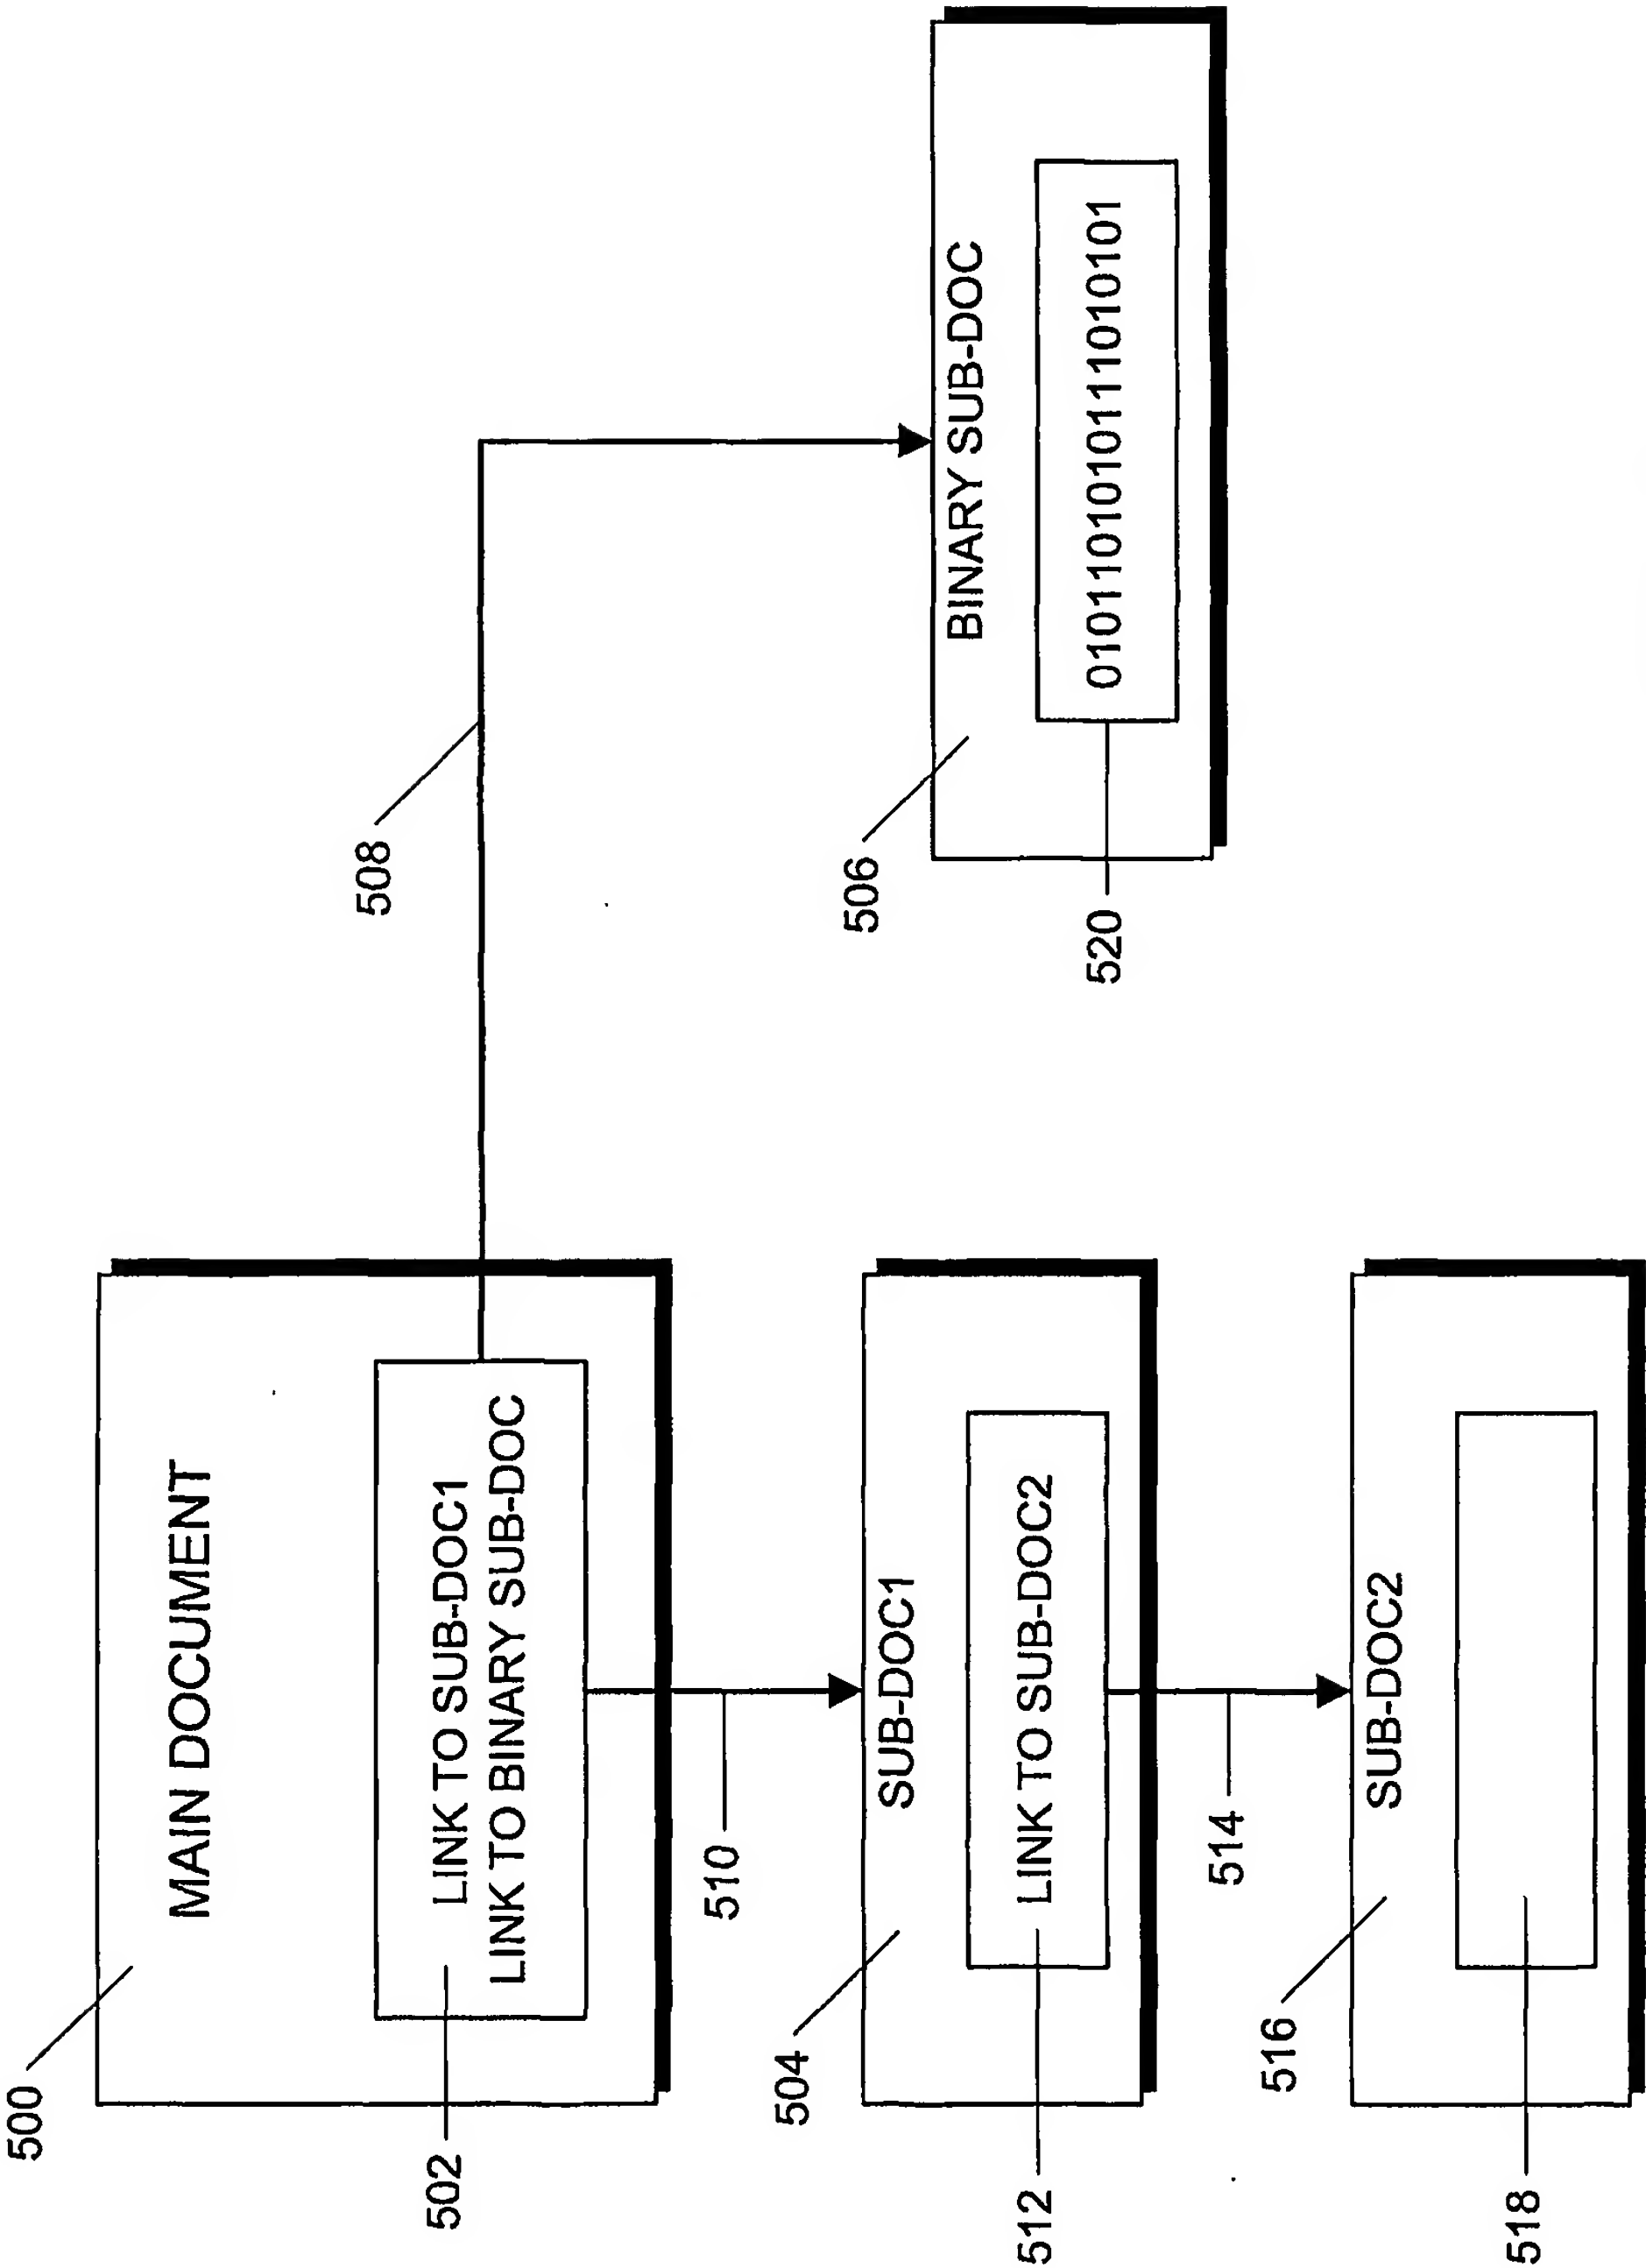 500
MAIN DOCUMENT
508
502
LINK TO SUB-DOC1
LINK TO BINARY SUB-DOC
510
504
SUB-DOC1
506
BINARY SUB-DOC
512
LINK TO SUB-DOC2
520
0101101010111010101
514
516
SUB-DOC2
518